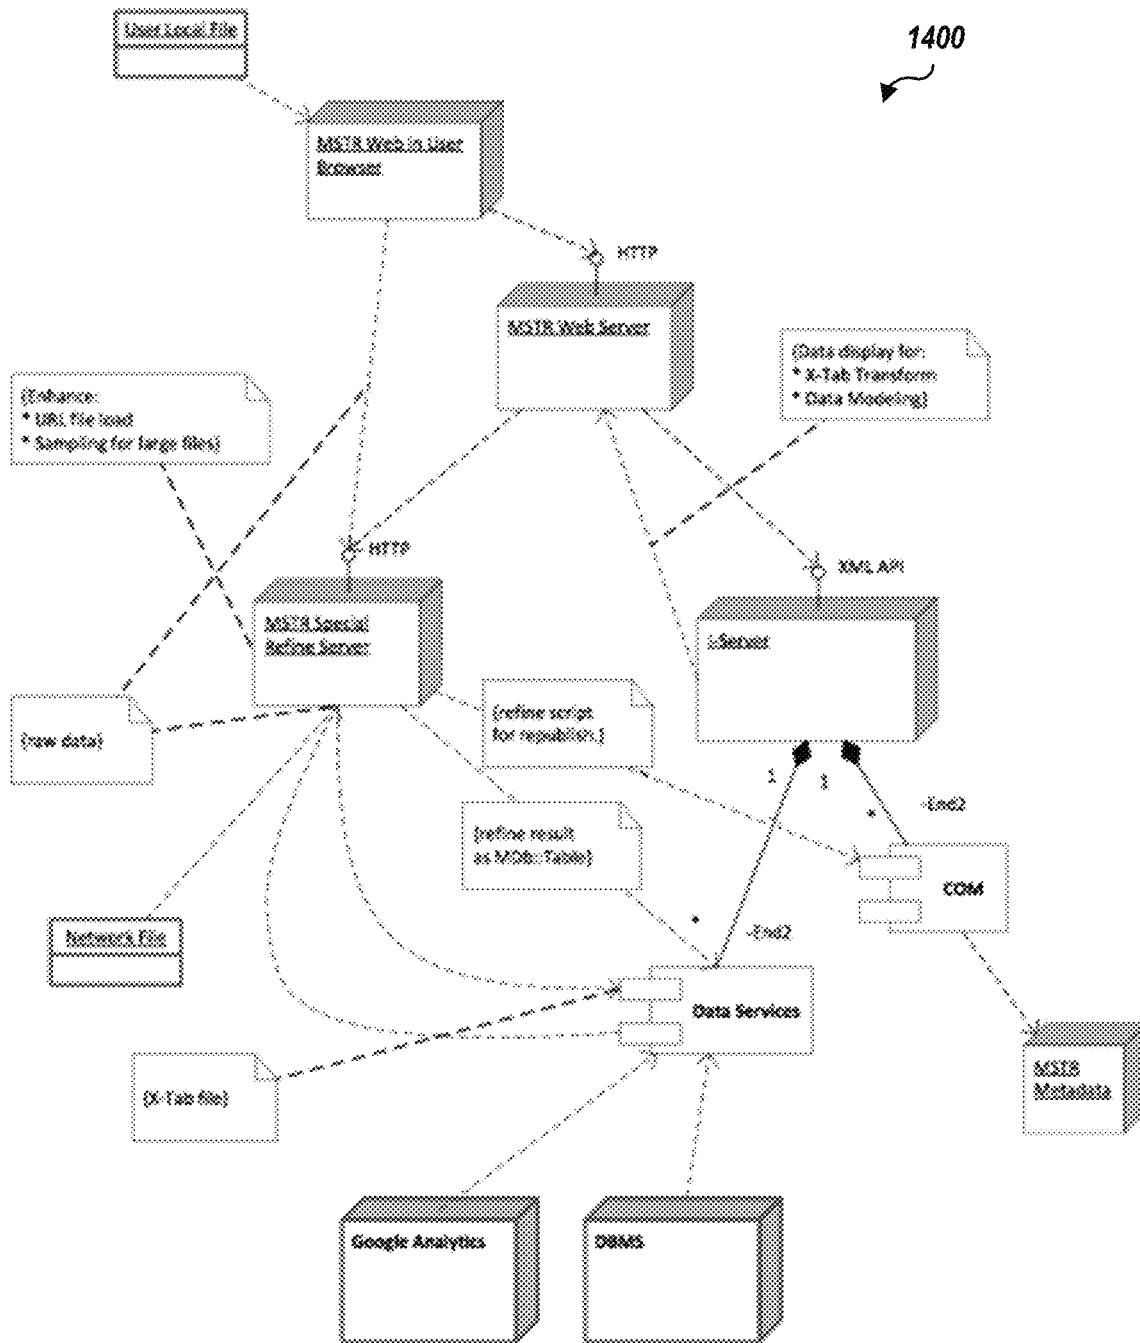 User Local File
1400
MSTR Web in User
Browser
HTTP
MSTR Web Server
{Data display for:
* X-Tab Transform
* Data Modeling}
{Enhance:
* URL file load
* Sampling for large files}
HTTP
XML API
MSTR Special
Refine Server
i-Server
{raw data}
{refine script
for republish.}
1
1
-End2
*
{refine result
as MDb::Table}
COM
*
-End2
Network File
Data Services
{X-Tab file}
MSTR
Metadata
Google Analytics
DBMS